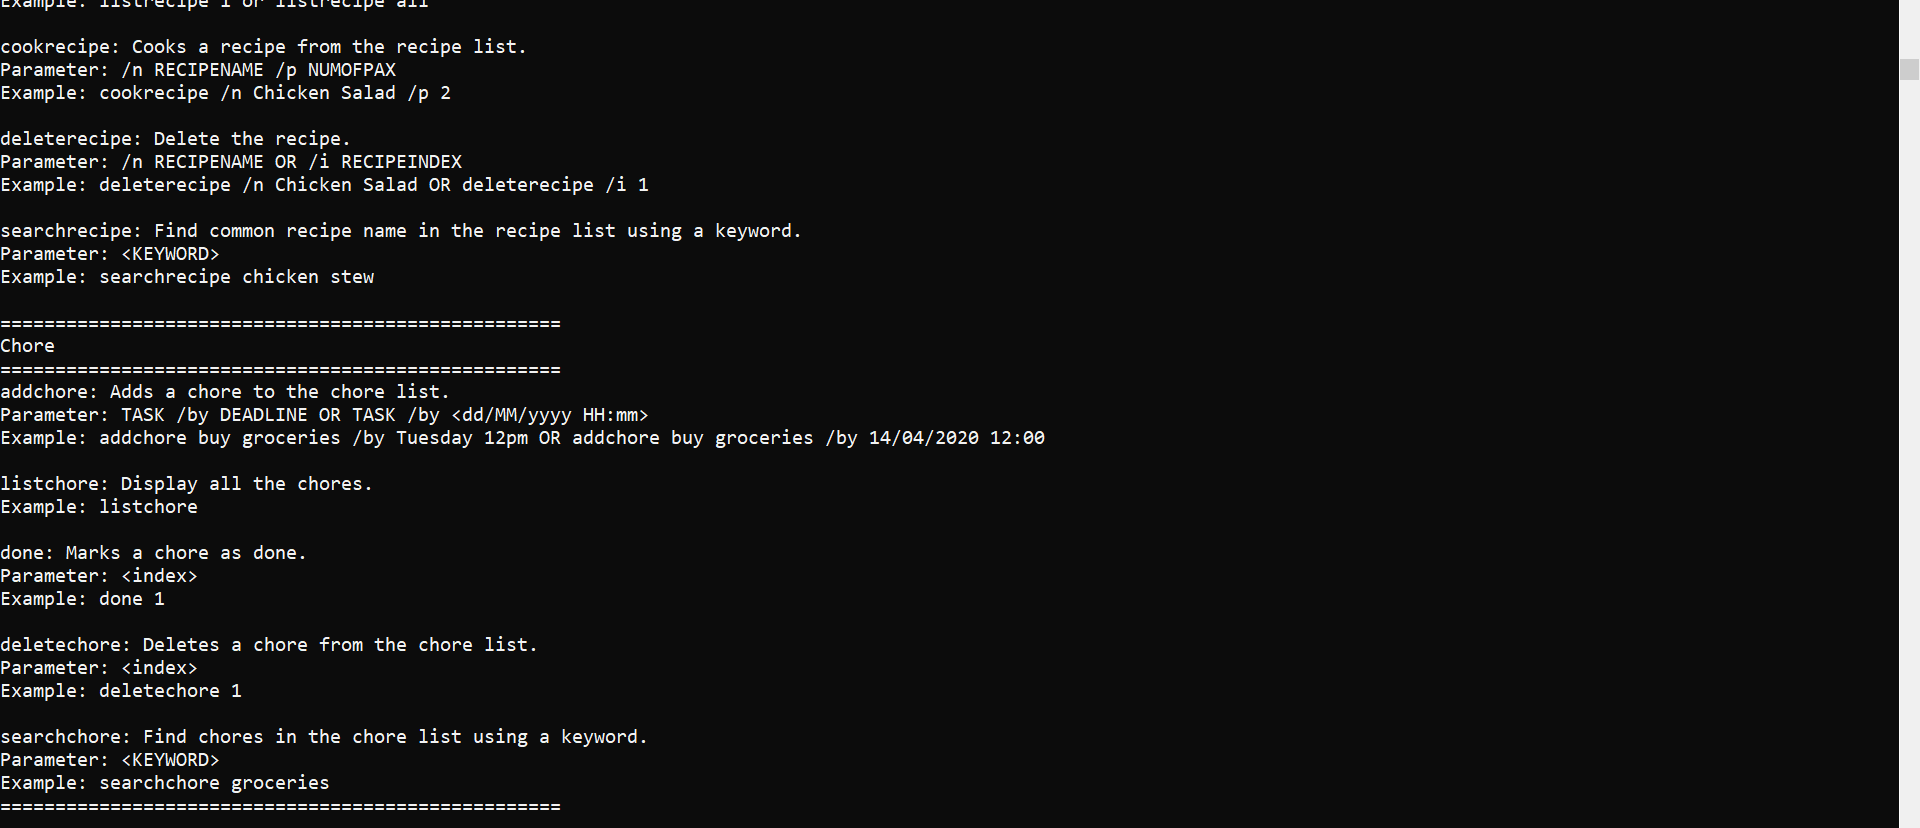 Example: listrecipe 1 or listrecipe all
cookrecipe: Cooks a recipe from the recipe list.
Parameter: /n RECIPENAME /p NUMOFPAX
Example: cookrecipe /n Chicken Salad /p 2
deleterecipe: Delete the recipe.
Parameter: /n RECIPENAME OR /i RECIPEINDEX
Example: deleterecipe /n Chicken Salad OR deleterecipe /i 1
searchrecipe: Find common recipe name in the recipe list using a keyword.
Parameter: <KEYWORD>
Example: searchrecipe chicken stew
===================================================
Chore
===================================================
addchore: Adds a chore to the chore list.
Parameter: TASK /by DEADLINE OR TASK /by <dd/MM/yyyy HH:mm>
Example: addchore buy groceries /by Tuesday 12pm OR addchore buy groceries /by 14/04/2020 12:00
listchore: Display all the chores.
Example: listchore
done: Marks a chore as done.
Parameter: <index>
Example: done 1
deletechore: Deletes a chore from the chore list.
Parameter: <index>
Example: deletechore 1
searchchore: Find chores in the chore list using a keyword.
Parameter: <KEYWORD>
Example: searchchore groceries
===================================================